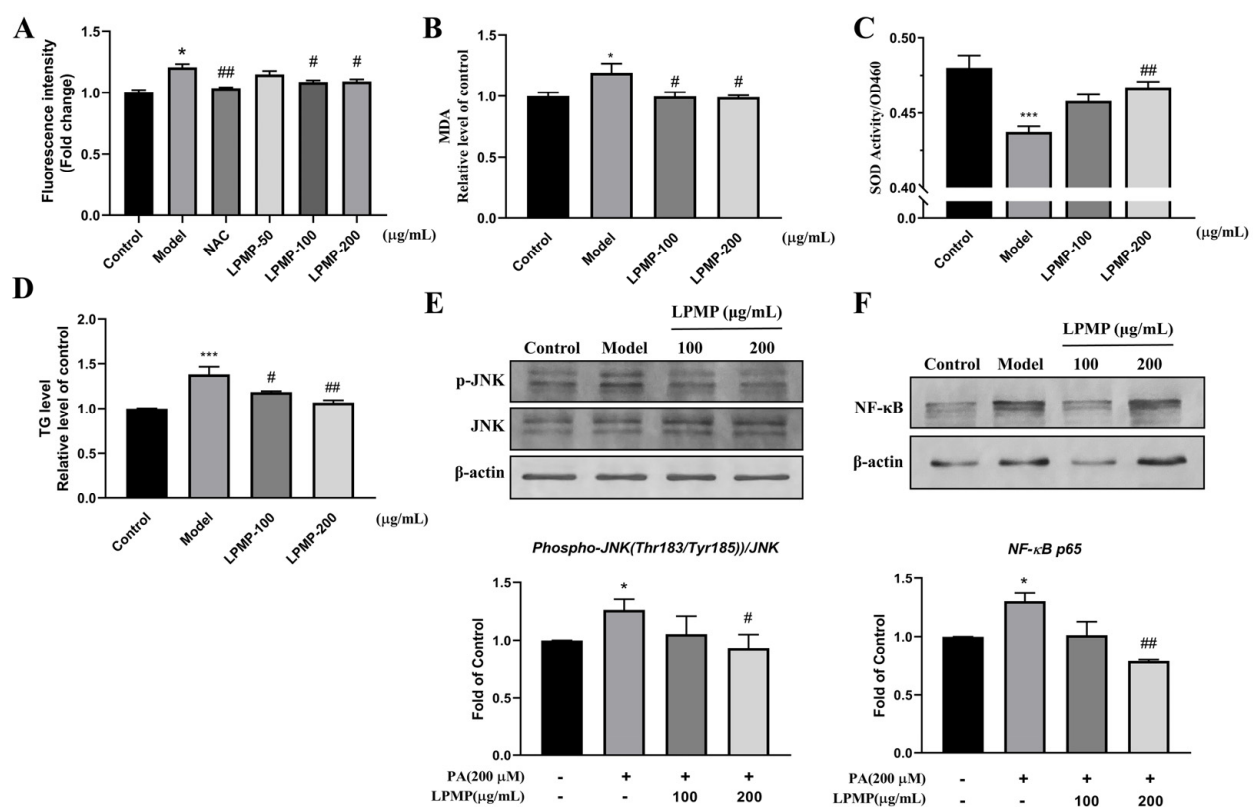 A
Fluorescence intensity
(Fold change)
1.5
1.0
0.5
0.0
*
##
#
#
Control
Model
NAC
LPMP-50
LPMP-100
LPMP-200
(μg/mL)
B
MDA
Relative level of control
1.5
1.0
0.5
0.0
*
#
#
Control
Model
LPMP-100
LPMP-200
(μg/mL)
C
SOD Activity/OD460
0.50
0.45
0.40
0.0
***
##
Control
Model
LPMP-100
LPMP-200
(μg/mL)
D
TG level
Relative level of control
2.0
1.5
1.0
0.5
0.0
***
#
##
Control
Model
LPMP-100
LPMP-200
(μg/mL)
E
LPMP (μg/mL)
Control Model 100 200
p-JNK
JNK
β-actin
Phospho-JNK(Thr183/Tyr185))/JNK
Fold of Control
1.5
1.0
0.5
0.0
*
#
PA(200 μM) - + + +
LPMP(μg/mL) - - 100 200
F
LPMP (μg/mL)
Control Model 100 200
NF-κB
β-actin
NF-κB p65
Fold of Control
1.5
1.0
0.5
0.0
*
##
PA(200 μM) - + + +
LPMP(μg/mL) - - 100 200